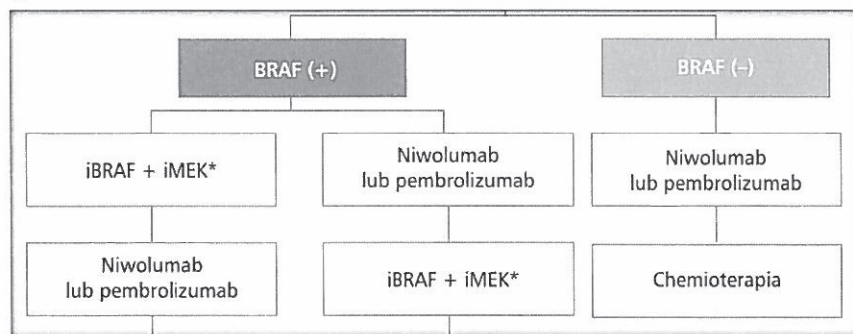 BRAF (+)
BRAF (–)
iBRAF + iMEK*
Niwolumab
lub pembrolizumab
Niwolumab
lub pembrolizumab
Niwolumab
lub pembrolizumab
iBRAF + iMEK*
Chemioterapia